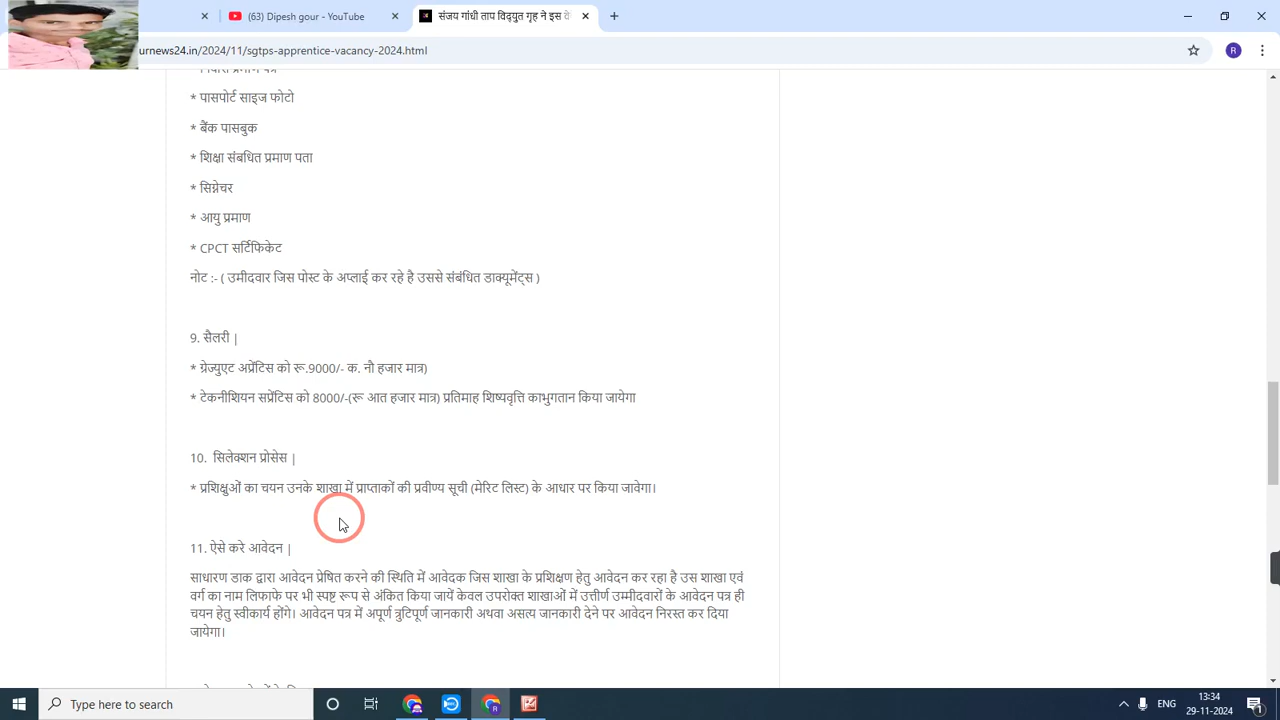 (63) Dipesh gour - YouTube
संजय गांधी ताप विद्युत गृह ने इस वे
urnews24.in/2024/11/sgtps-apprentice-vacancy-2024.html
R
* पासपोर्ट साइज फोटो
* बैंक पासबुक
* शिक्षा संबधित प्रमाण पता
* सिग्नेचर
* आयु प्रमाण
* CPCT सर्टिफिकेट
नोट :- ( उमीदवार जिस पोस्ट के अप्लाई कर रहे है उससे संबंधित डाक्यूमेंट्स )
9. सैलरी |
* ग्रेज्युएट अप्रेंटिस को रू.9000/- क. नौ हजार मात्र)
* टेकनीशियन सप्रेंटिस को 8000/-(रू आत हजार मात्र) प्रतिमाह शिष्यवृत्ति काभुगतान किया जायेगा
10. सिलेक्शन प्रोसेस |
* प्रशिक्षुओं का चयन उनके शाखा में प्राप्ताकों की प्रवीण्य सूची (मेरिट लिस्ट) के आधार पर किया जावेगा।
11. ऐसे करे आवेदन |
साधारण डाक द्वारा आवेदन प्रेषित करने की स्थिति में आवेदक जिस शाखा के प्रशिक्षण हेतु आवेदन कर रहा है उस शाखा एवं
वर्ग का नाम लिफाफे पर भी स्पष्ट रूप से अंकित किया जायें केवल उपरोक्त शाखाओं में उत्तीर्ण उम्मीदवारों के आवेदन पत्र ही
चयन हेतु स्वीकार्य होंगे। आवेदन पत्र में अपूर्ण त्रुटिपूर्ण जानकारी अथवा असत्य जानकारी देने पर आवेदन निरस्त कर दिया
जायेगा।
Type here to search
ENG
13:34
29-11-2024